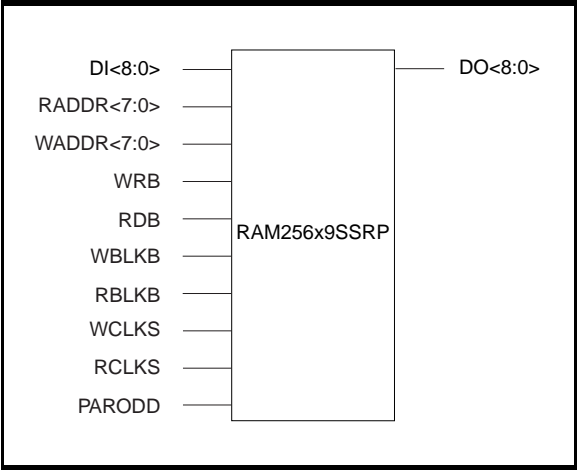 DI<8:0>
DO<8:0>
RADDR<7:0>
WADDR<7:0>
WRB
RDB
RAM256x9SSRP
WBLKB
RBLKB
WCLKS
RCLKS
PARODD